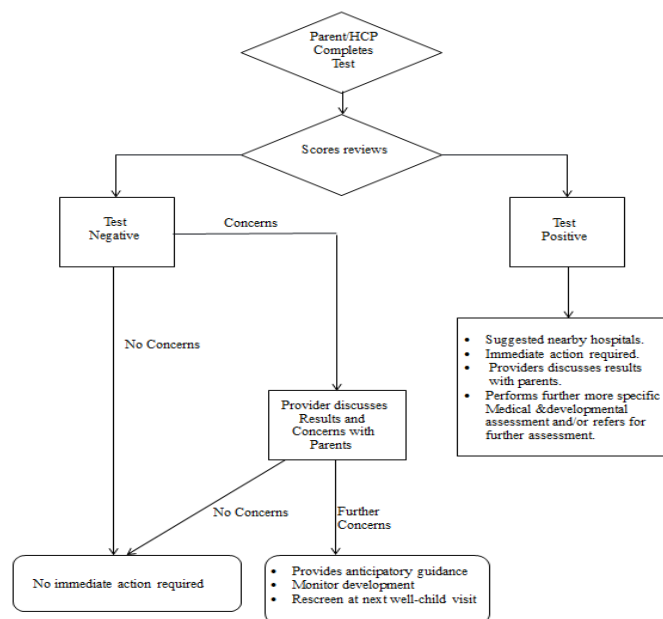 Parent/HCP
Completes
Test
Scores reviews
Test
Negative
Concerns
Test
Positive
No Concerns
• Suggested nearby hospitals.
• Immediate action required.
• Providers discusses results
with parents.
• Performs further more specific
Medical &developmental
assessment and/or refers for
further assessment.
Provider discusses
Results and
Concerns with
Parents
No Concerns
Further
Concerns
No immediate action required
• Provides anticipatory guidance
• Monitor development
• Rescreen at next well-child visit